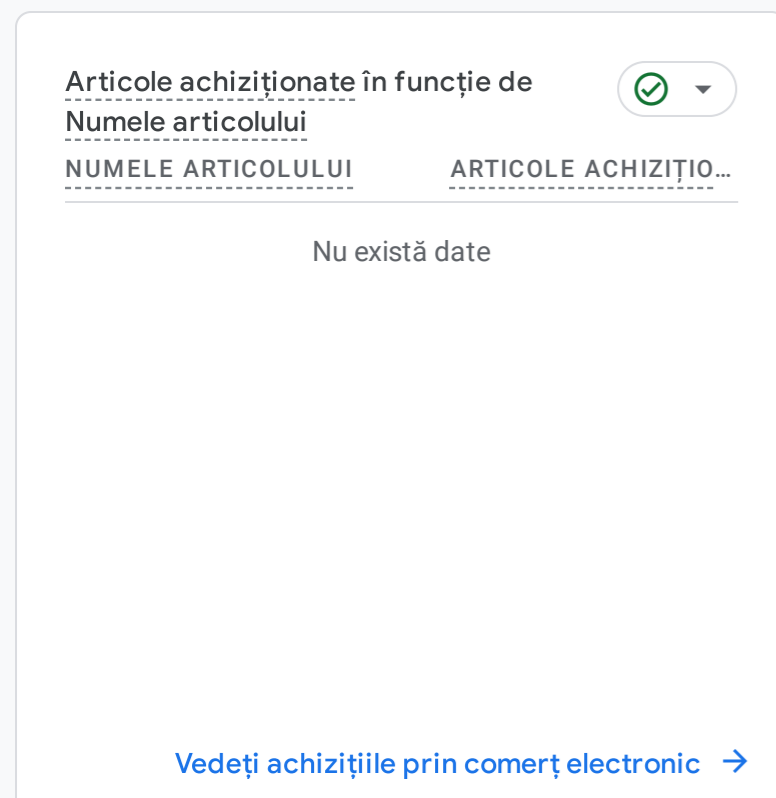 Articole achiziționate în funcție de
Numele articolului
NUMELE ARTICOLULUI ARTICOLE ACHIZIȚIO…
Nu există date
Vedeți achizițiile prin comerț electronic